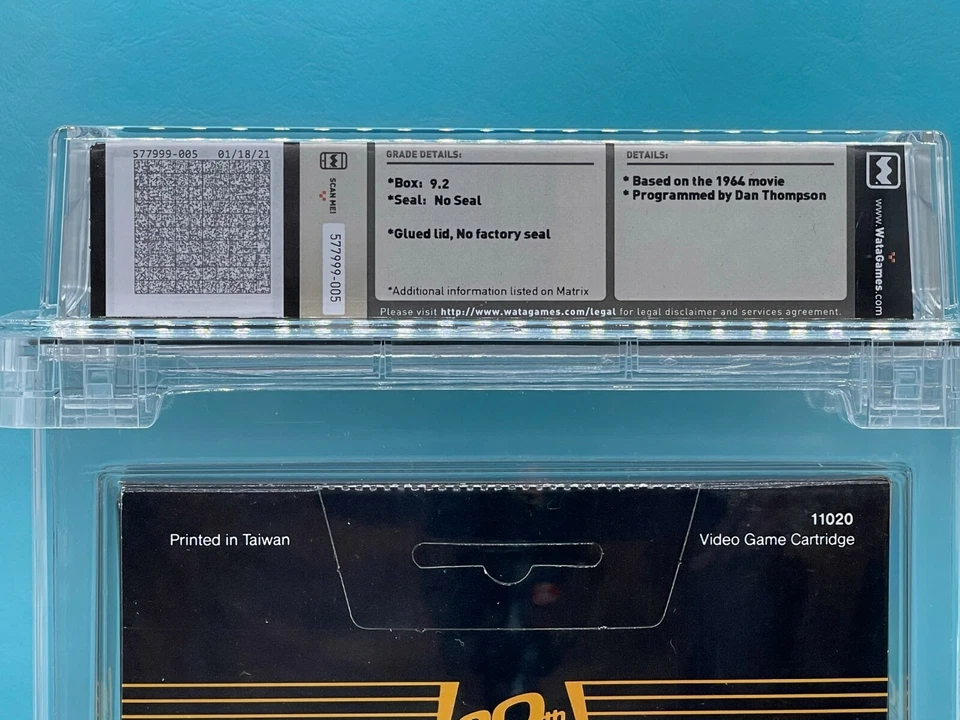 577999-005 01/18/21
SCAN ME!
577999-005
GRADE DETAILS:
*Box: 9.2
*Seal: No Seal
*Glued lid, No factory seal
*Additional information listed on Matrix
DETAILS:
* Based on the 1964 movie
* Programmed by Dan Thompson
Please visit http://www.watagames.com/legal for legal disclaimer and services agreement.
www.WataGames.com
Printed in Taiwan
11020
Video Game Cartridge
th